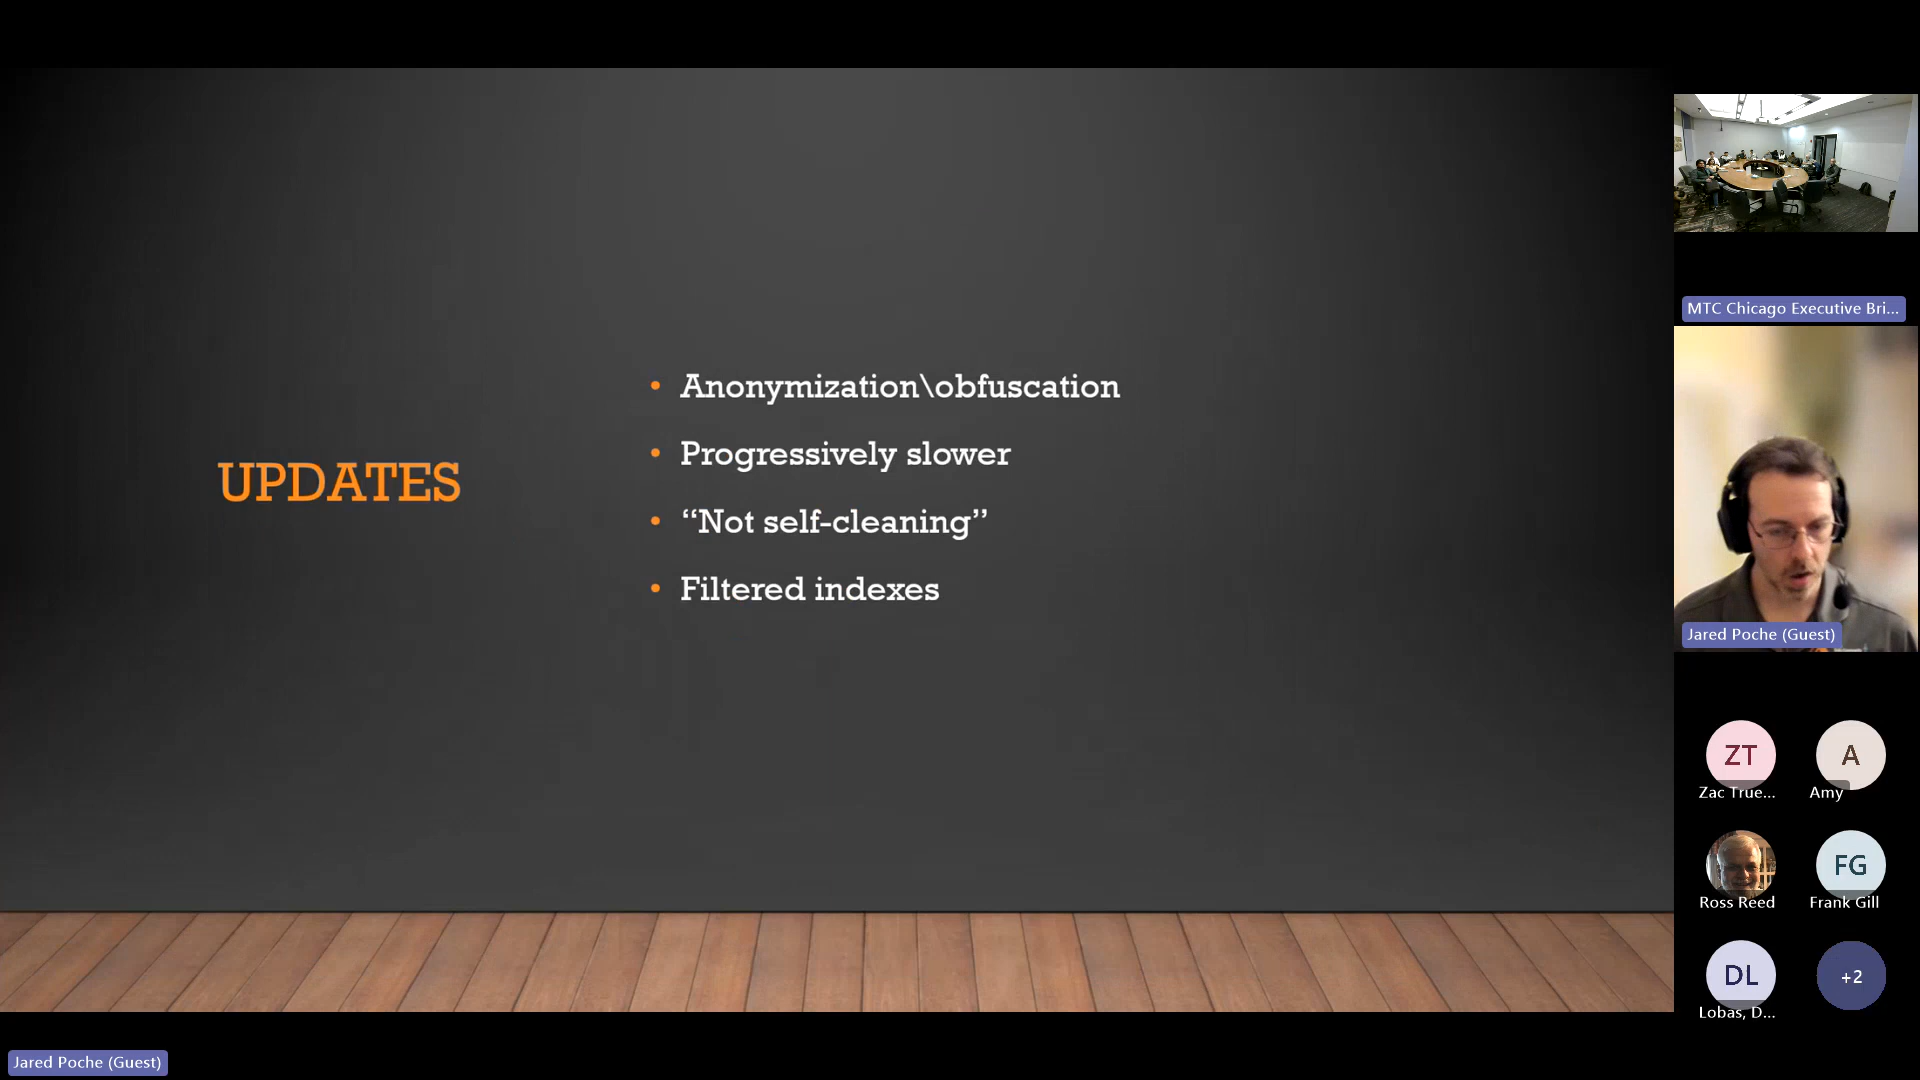 UPDATES
Anonymization\obfuscation
Progressively slower
“Not self-cleaning”
Filtered indexes
MTC Chicago Executive Bri...
Jared Poche (Guest)
ZT
Zac True...
A
Amy
Ross Reed
FG
Frank Gill
DL
Lobas, D...
+2
Jared Poche (Guest)